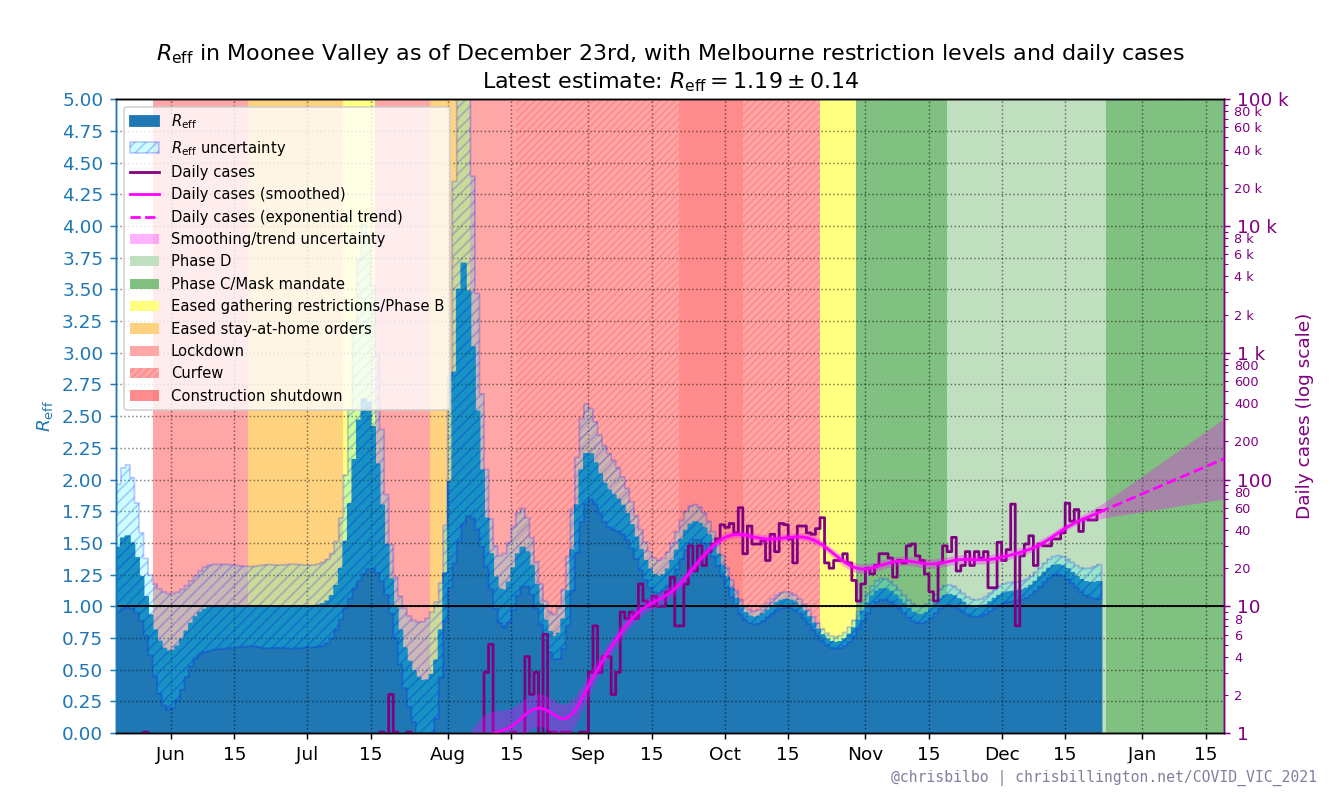 R_eff in Moonee Valley as of December 23rd, with Melbourne restriction levels and daily cases
Latest estimate: R_eff = 1.19 ± 0.14
5.00
4.75
4.50
4.25
4.00
3.75
3.50
3.25
3.00
2.75
2.50
2.25
2.00
1.75
1.50
1.25
1.00
0.75
0.50
0.25
0.00
R_eff
R_eff
R_eff uncertainty
Daily cases
Daily cases (smoothed)
Daily cases (exponential trend)
Smoothing/trend uncertainty
Phase D
Phase C/Mask mandate
Eased gathering restrictions/Phase B
Eased stay-at-home orders
Lockdown
Curfew
Construction shutdown
100 k
80 k
60 k
40 k
20 k
10 k
8 k
6 k
4 k
2 k
1 k
800
600
400
200
100
80
60
40
20
10
8
6
4
2
1
Daily cases (log scale)
Jun 15 Jul 15 Aug 15 Sep 15 Oct 15 Nov 15 Dec 15 Jan 15
@chrisbilbo | chrisbillington.net/COVID_VIC_2021